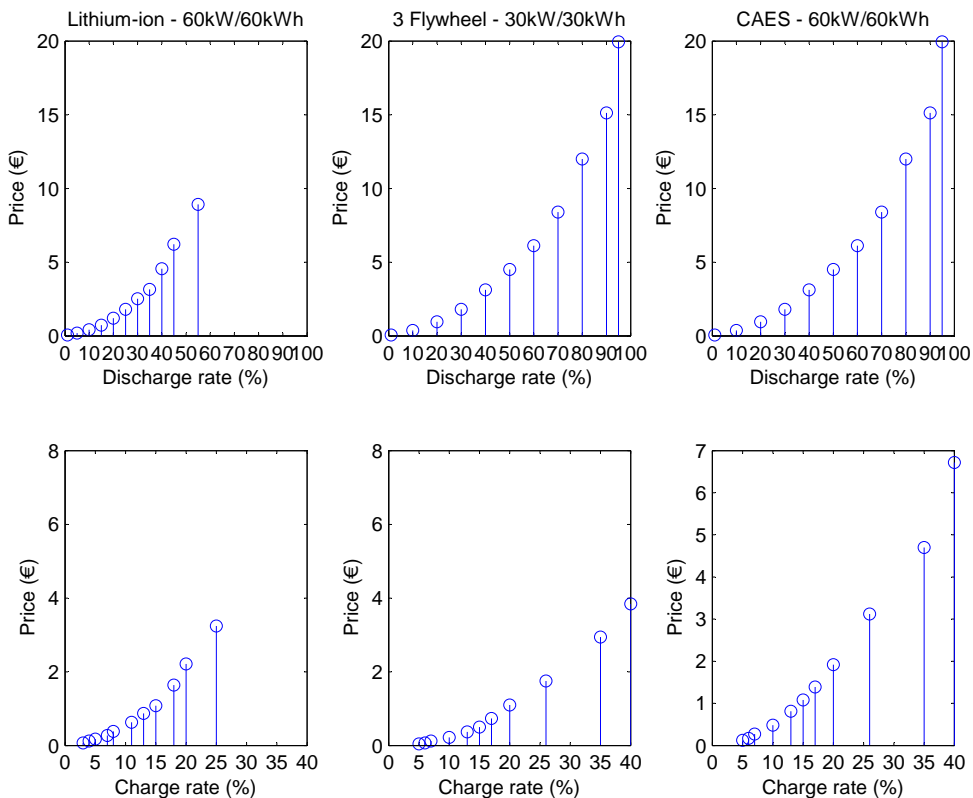 Lithium-ion - 60kW/60kWh
3 Flywheel - 30kW/30kWh
CAES - 60kW/60kWh
Price (€)
20
15
10
5
0
0 10 20 30 40 50 60 70 80 90 100
Discharge rate (%)
Price (€)
20
15
10
5
0
0 10 20 30 40 50 60 70 80 90 100
Discharge rate (%)
Price (€)
20
15
10
5
0
0 10 20 30 40 50 60 70 80 90 100
Discharge rate (%)
Price (€)
8
6
4
2
0
0 5 10 15 20 25 30 35 40
Charge rate (%)
Price (€)
8
6
4
2
0
0 5 10 15 20 25 30 35 40
Charge rate (%)
Price (€)
7
6
5
4
3
2
1
0
0 5 10 15 20 25 30 35 40
Charge rate (%)